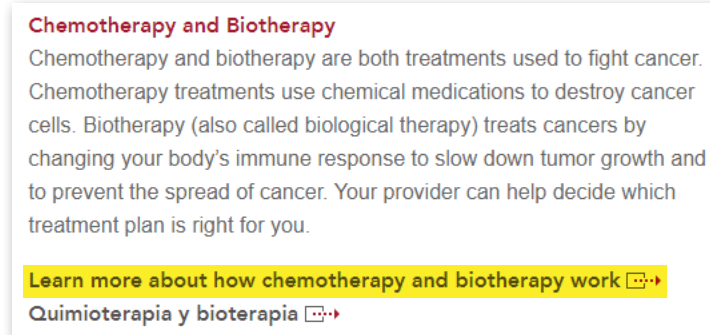 Chemotherapy and Biotherapy
Chemotherapy and biotherapy are both treatments used to fight cancer.
Chemotherapy treatments use chemical medications to destroy cancer
cells. Biotherapy (also called biological therapy) treats cancers by
changing your body's immune response to slow down tumor growth and
to prevent the spread of cancer. Your provider can help decide which
treatment plan is right for you.
Learn more about how chemotherapy and biotherapy work
Quimioterapia y bioterapia